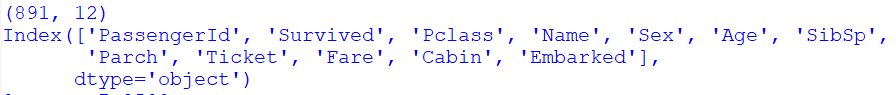 (891, 12)
Index(['PassengerId', 'Survived', 'Pclass', 'Name', 'Sex', 'Age', 'SibSp',
       'Parch', 'Ticket', 'Fare', 'Cabin', 'Embarked'],
      dtype='object')